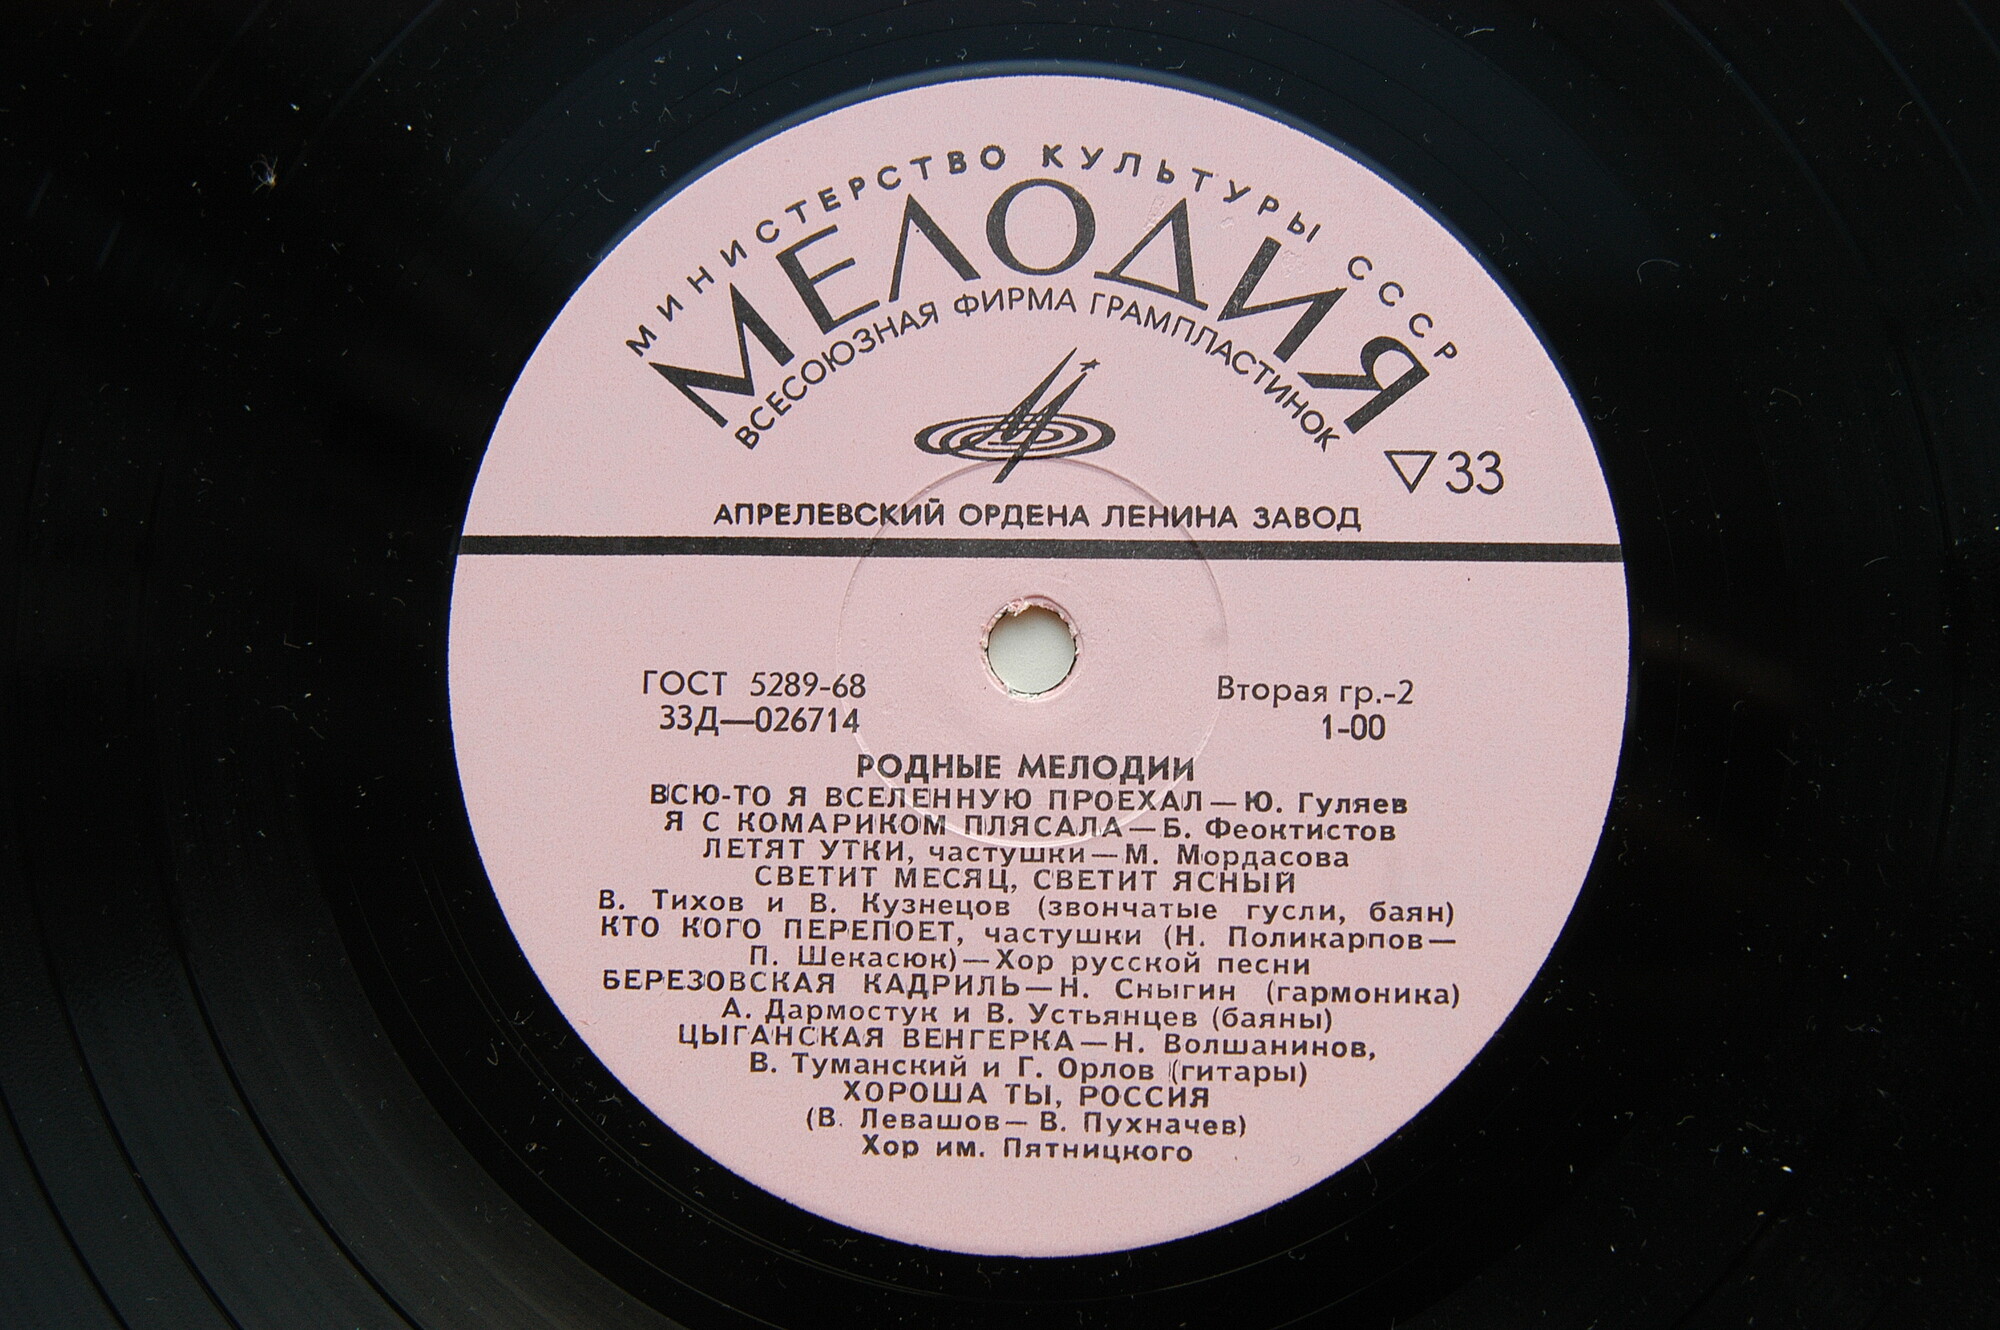 МИНИСТЕРСТВО КУЛЬТУРЫ СССР
МЕЛОДИЯ
ВСЕСОЮЗНАЯ ФИРМА ГРАМПЛАСТИНОК
▽33
АПРЕЛЕВСКИЙ ОРДЕНА ЛЕНИНА ЗАВОД
ГОСТ 5289-68
33Д—026714
Вторая гр.-2
1-00
РОДНЫЕ МЕЛОДИИ
ВСЮ-ТО Я ВСЕЛЕННУЮ ПРОЕХАЛ—Ю. Гуляев
Я С КОМАРИКОМ ПЛЯСАЛА—Б. Феоктистов
ЛЕТЯТ УТКИ, частушки—М. Мордасова
СВЕТИТ МЕСЯЦ, СВЕТИТ ЯСНЫЙ
В. Тихов и В. Кузнецов (звончатые гусли, баян)
КТО КОГО ПЕРЕПОЕТ, частушки (Н. Поликарпов—
П. Шекасюк)—Хор русской песни
БЕРЕЗОВСКАЯ КАДРИЛЬ—Н. Сныгин (гармоника)
А. Дармостук и В. Устьянцев (баяны)
ЦЫГАНСКАЯ ВЕНГЕРКА—Н. Волшанинов,
В. Туманский и Г. Орлов (гитары)
ХОРОША ТЫ, РОССИЯ
(В. Левашов— В. Пухначев)
Хор им. Пятницкого